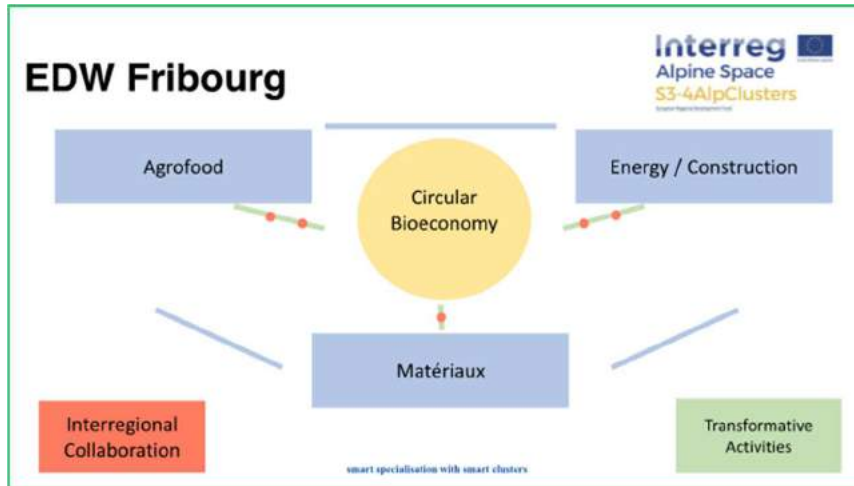 EDW Fribourg
Interreg
Alpine Space
S3-4AlpClusters
Agrofood
Energy / Construction
Circular
Bioeconomy
Matériaux
Interregional
Collaboration
Transformative
Activities
smart specialisation with smart clusters